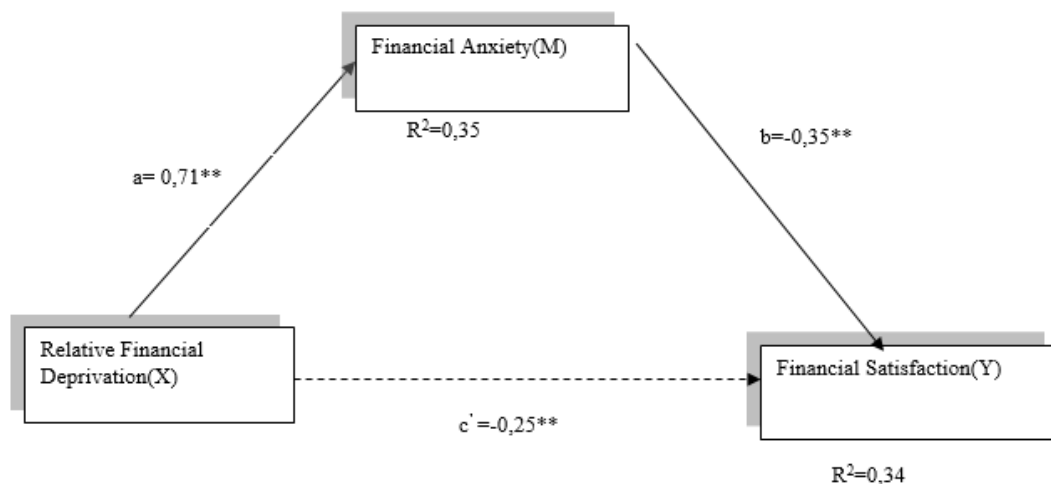 Financial Anxiety(M)
R²=0,35
a= 0,71**
b=-0,35**
Relative Financial
Deprivation(X)
Financial Satisfaction(Y)
c' =-0,25**
R²=0,34